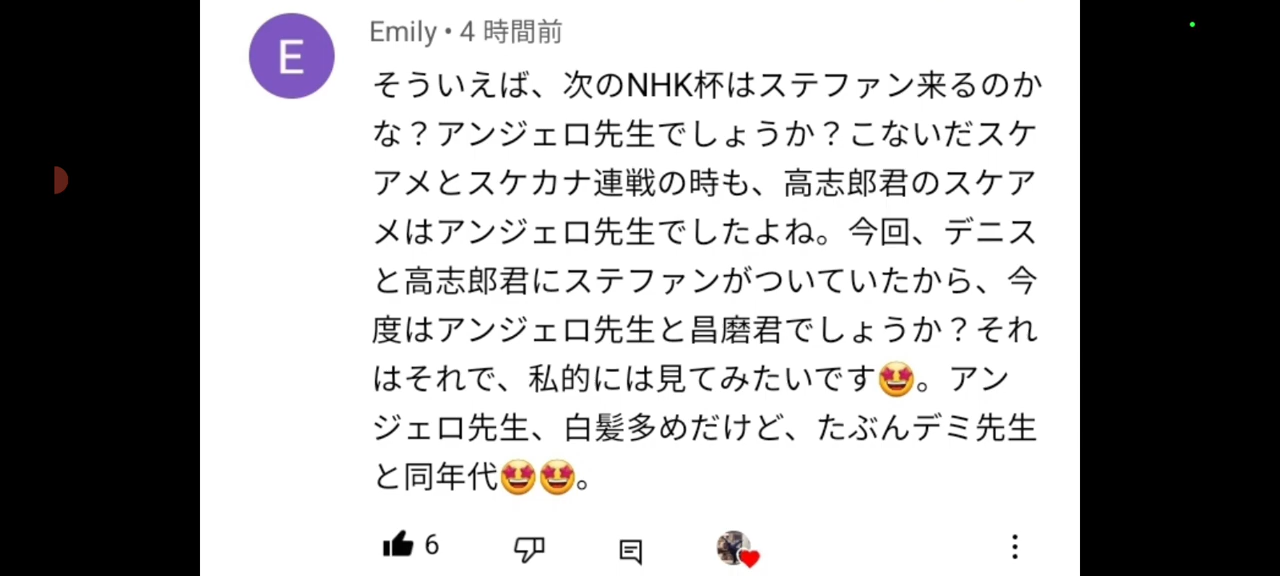 E
Emily • 4 時間前
そういえば、次のNHK杯はステファン来るのか
な？アンジェロ先生でしょうか？こないだスケ
アメとスケカナ連戦の時も、高志郎君のスケア
メはアンジェロ先生でしたよね。今回、デニス
と高志郎君にステファンがついていたから、今
度はアンジェロ先生と昌磨君でしょうか？それ
はそれで、私的には見てみたいです🤩。アン
ジェロ先生、白髪多めだけど、たぶんデミ先生
と同年代🤩🤩。
6